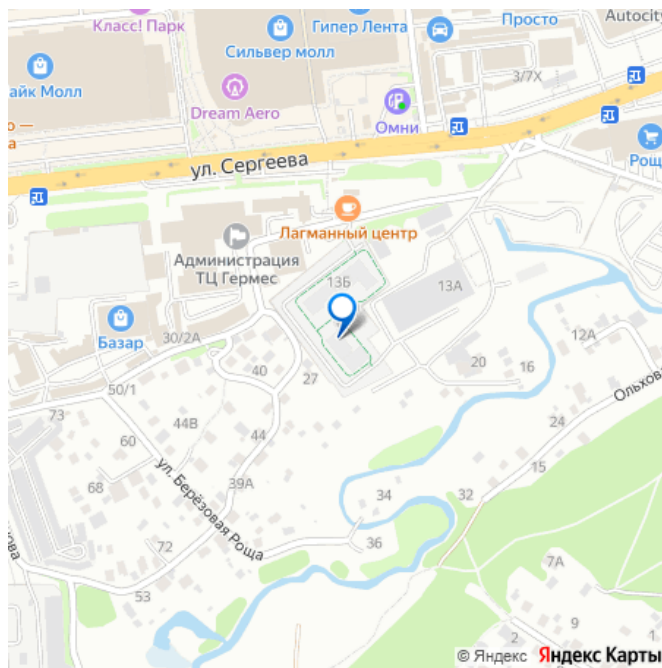 Класс! Парк
Гипер Лента
Просто
Autocity
Сильвер молл
айк Молл
3/7Х
Dream Aero
Омни
о —
а
ул. Сергеева
Рощ
Лагманный центр
Администрация
ТЦ Гермес
13Б
13А
Базар
30/2А
12А
20
16
40
27
50/1
Ольхова
73
44В
24
60
44
15
68
39А
34
32
ул. Берёзовая Роща
36
72
7А
53
9
2
1
© Яндекс Яндекс Карты